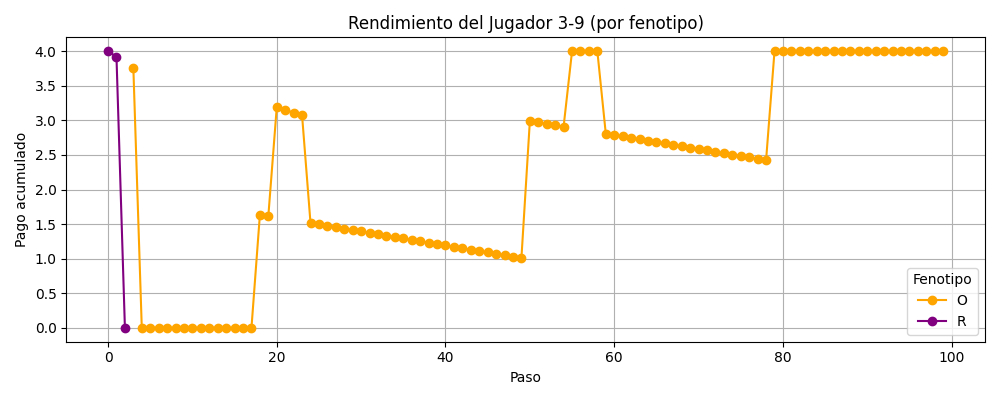 Rendimiento del Jugador 3-9 (por fenotipo)
Pago acumulado
4.0
3.5
3.0
2.5
2.0
1.5
1.0
0.5
0.0
Fenotipo
O
R
0 20 40 60 80 100
Paso